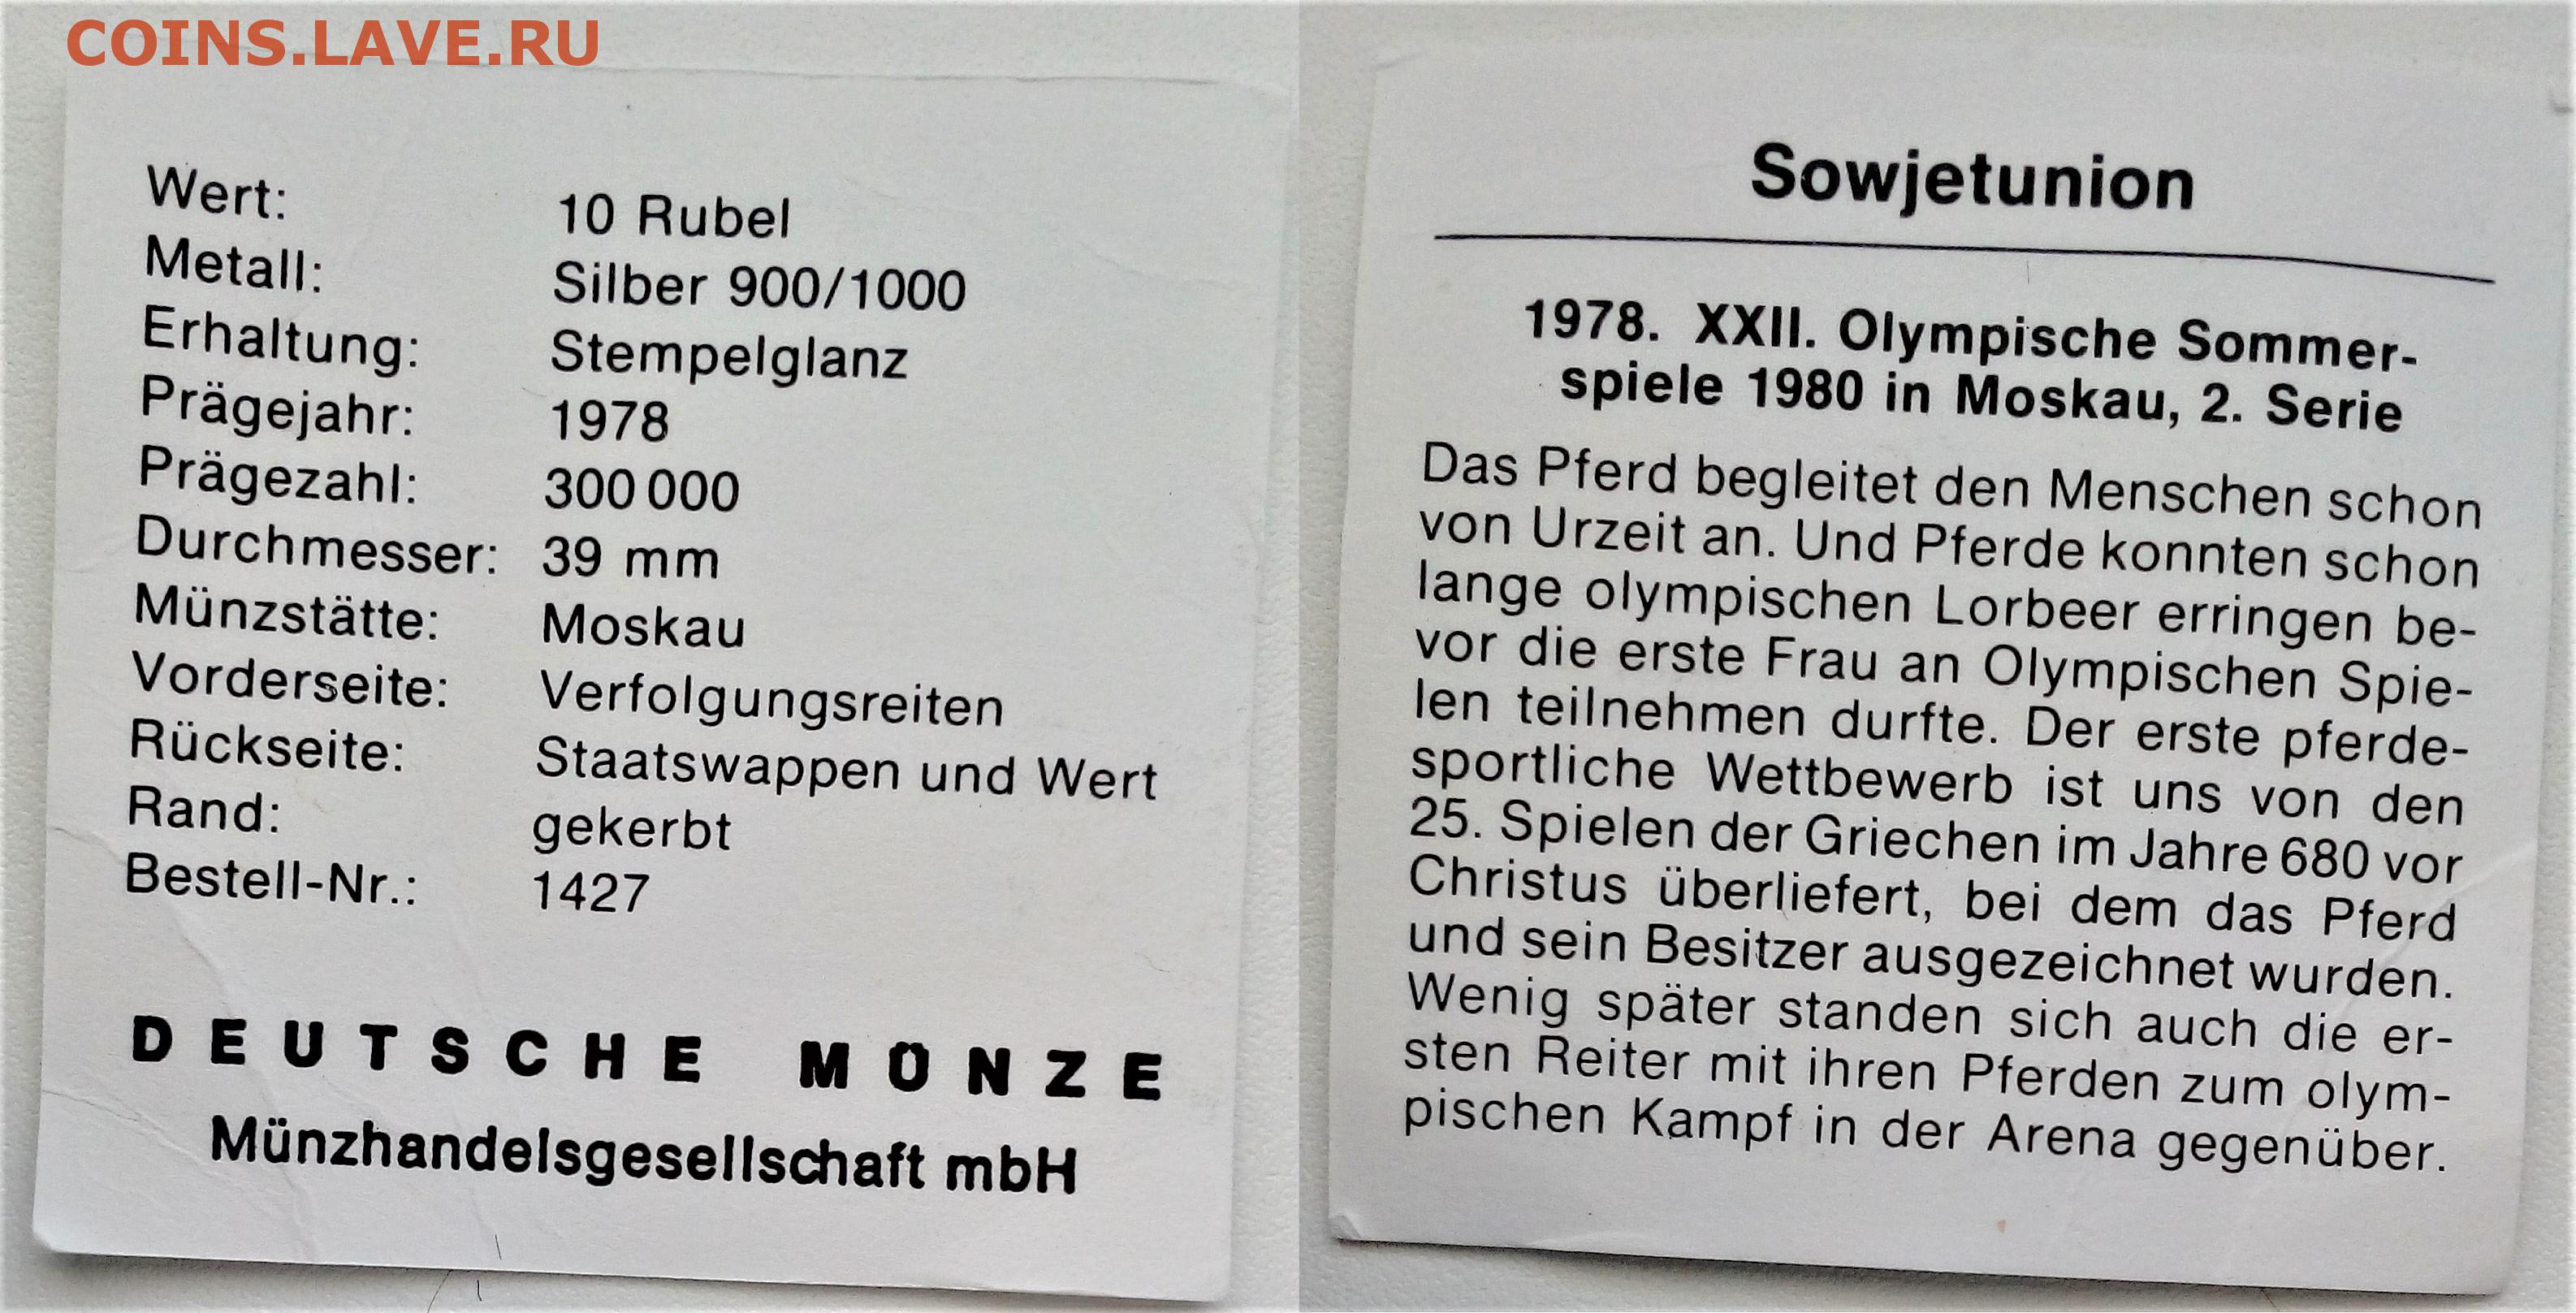 COINS.LAVE.RU
Wert: 10 Rubel
Metall: Silber 900/1000
Erhaltung: Stempelglanz
Prägejahr: 1978
Prägezahl: 300 000
Durchmesser: 39 mm
Münzstätte: Moskau
Vorderseite: Verfolgungsreiten
Rückseite: Staatswappen und Wert
Rand: gekerbt
Bestell-Nr.: 1427
DEUTSCHE MÜNZE
Münzhandelsgesellschaft mbH
Sowjetunion
1978. XXII. Olympische Sommer-
spiele 1980 in Moskau, 2. Serie
Das Pferd begleitet den Menschen schon
von Urzeit an. Und Pferde konnten schon
lange olympischen Lorbeer erringen be-
vor die erste Frau an Olympischen Spie-
len teilnehmen durfte. Der erste pferde-
sportliche Wettbewerb ist uns von den
25. Spielen der Griechen im Jahre 680 vor
Christus überliefert, bei dem das Pferd
und sein Besitzer ausgezeichnet wurden.
Wenig später standen sich auch die er-
sten Reiter mit ihren Pferden zum olym-
pischen Kampf in der Arena gegenüber.